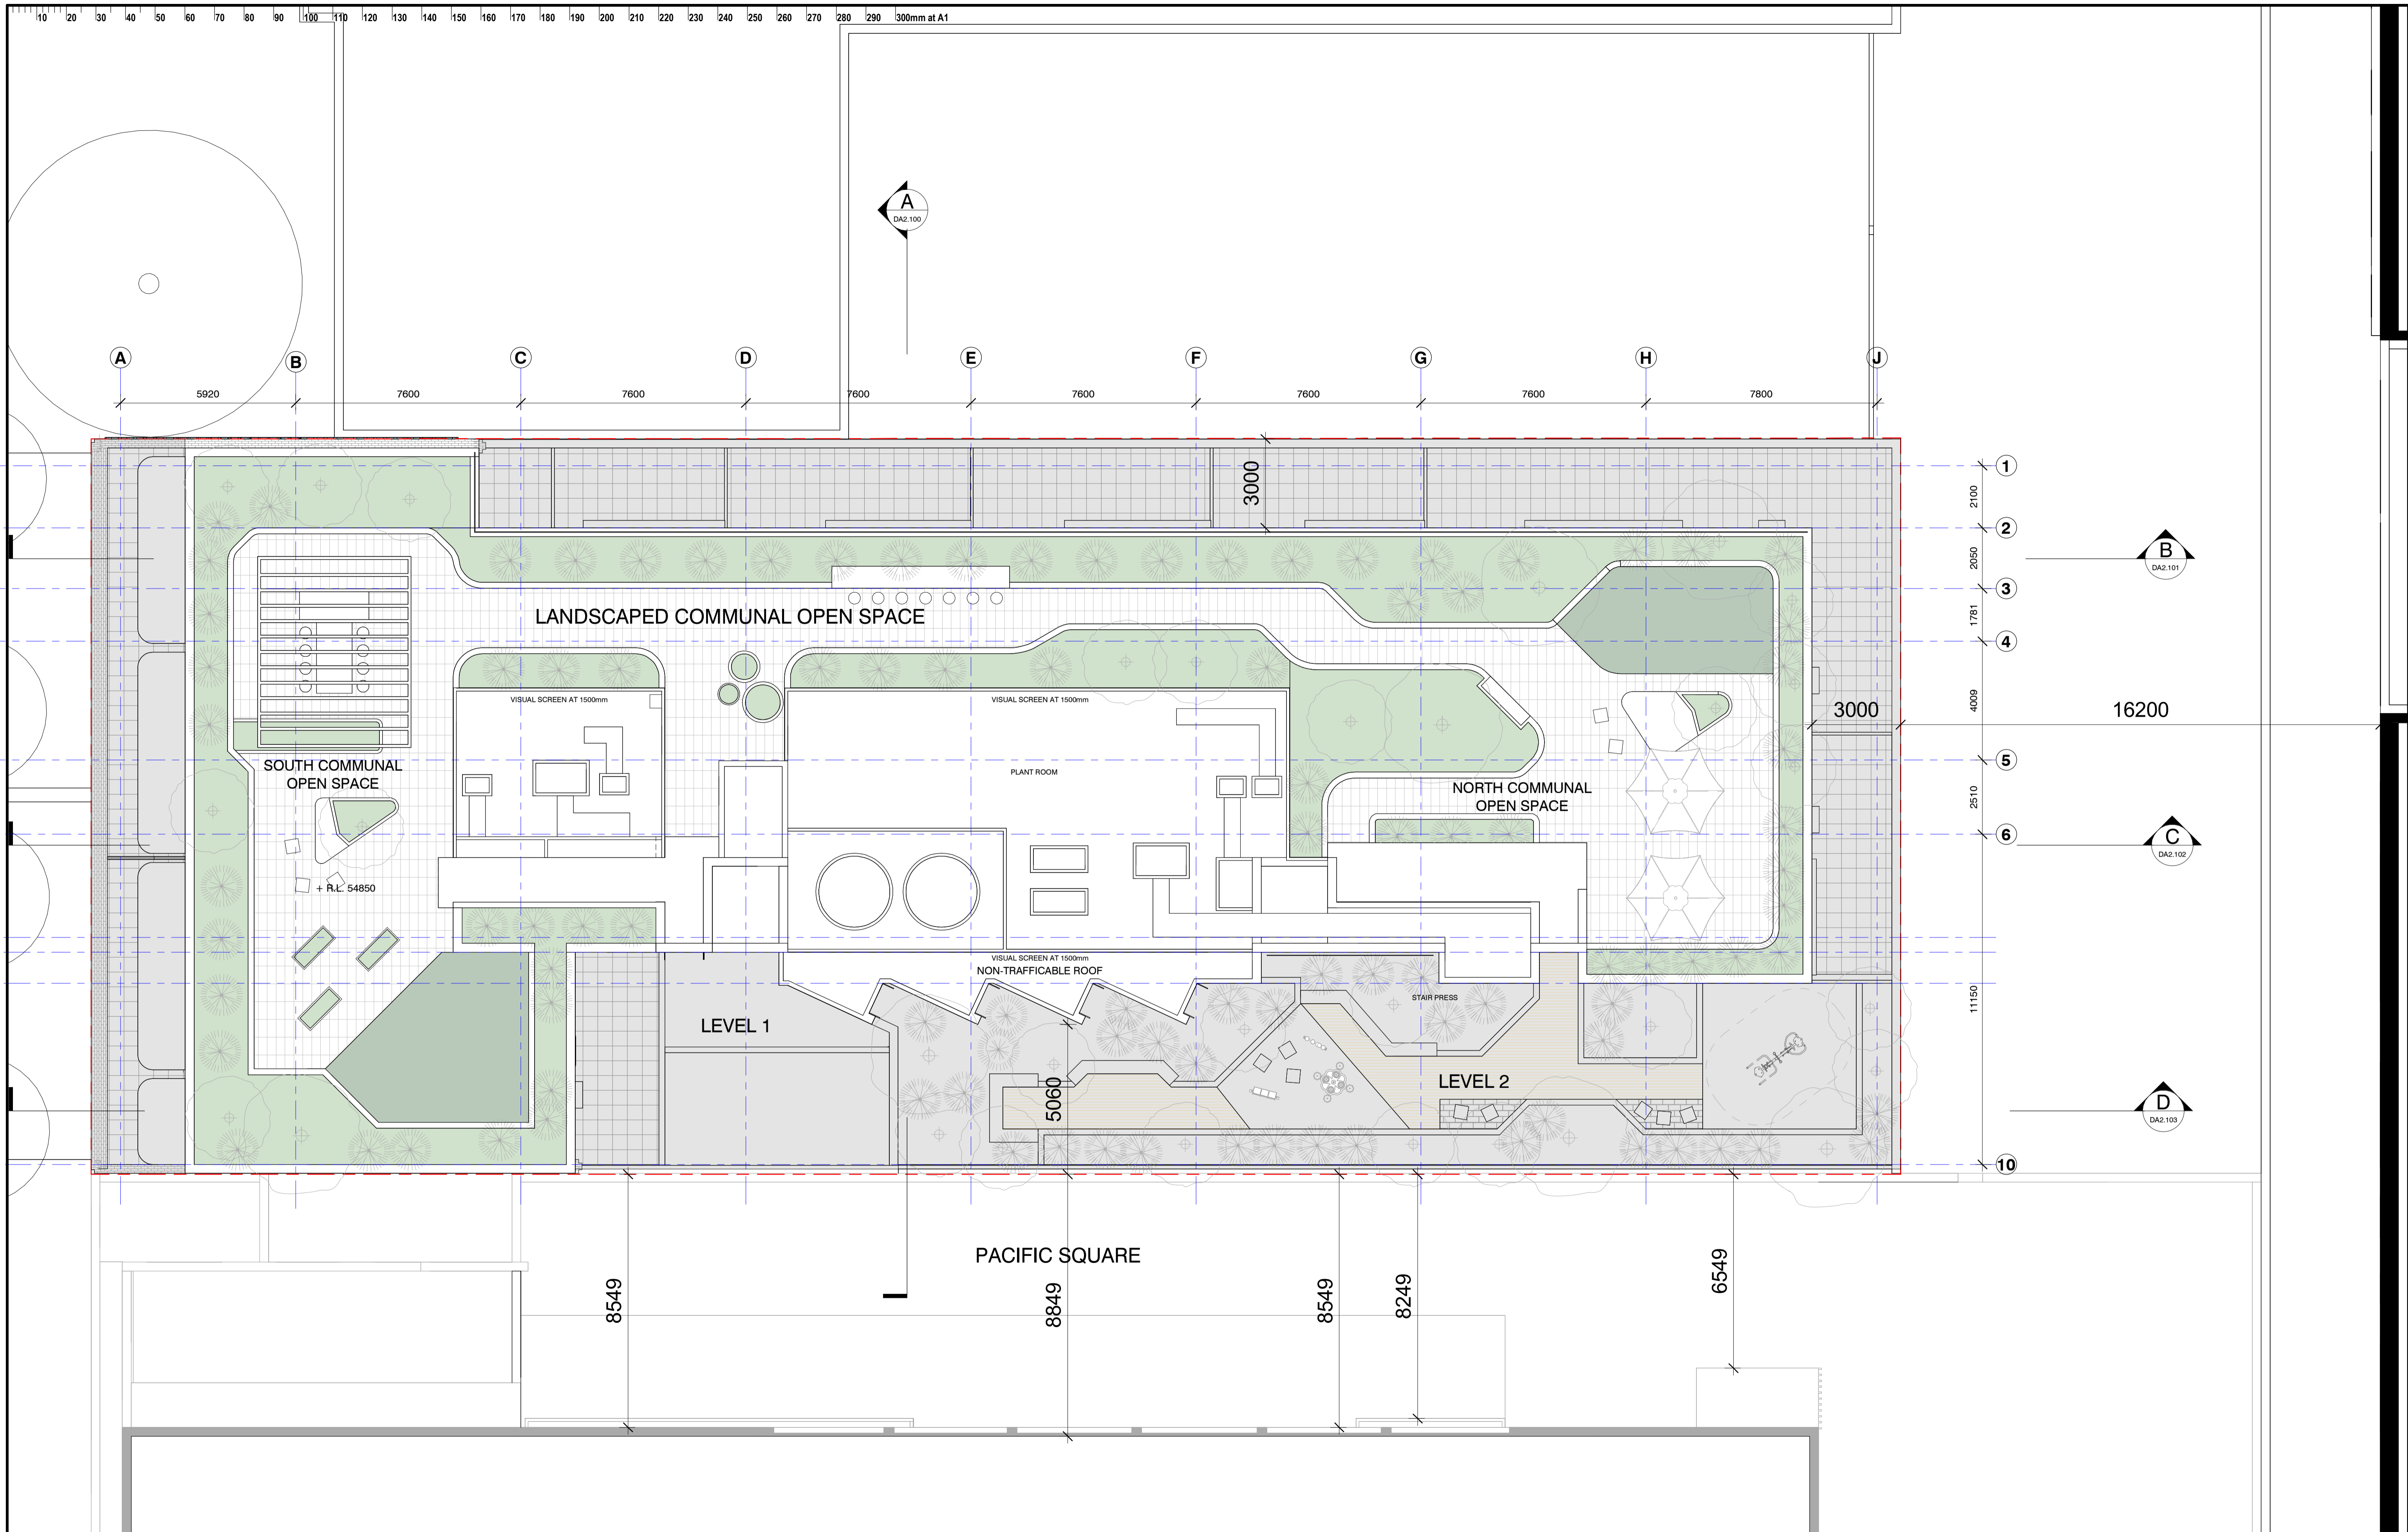 10 20 30 40 50 60 70 80 90 100 110 120 130 140 150 160 170 180 190 200 210 220 230 240 250 260 270 280 290 300mm at A1
A
DA2.100
A B C D E F G H J
5920 7600 7600 7600 7600 7600 7600 7800
1
3000
2100
2
B
DA2.101
2050
3
LANDSCAPED COMMUNAL OPEN SPACE
1781
4
VISUAL SCREEN AT 1500mm
VISUAL SCREEN AT 1500mm
4009
3000
16200
SOUTH COMMUNAL
OPEN SPACE
PLANT ROOM
5
NORTH COMMUNAL
OPEN SPACE
2510
6
C
DA2.102
+ R.L. 54850
VISUAL SCREEN AT 1500mm
NON-TRAFFICABLE ROOF
STAIR PRESS
11150
LEVEL 1
LEVEL 2
5060
D
DA2.103
10
PACIFIC SQUARE
8549
8849
8549
8249
6549